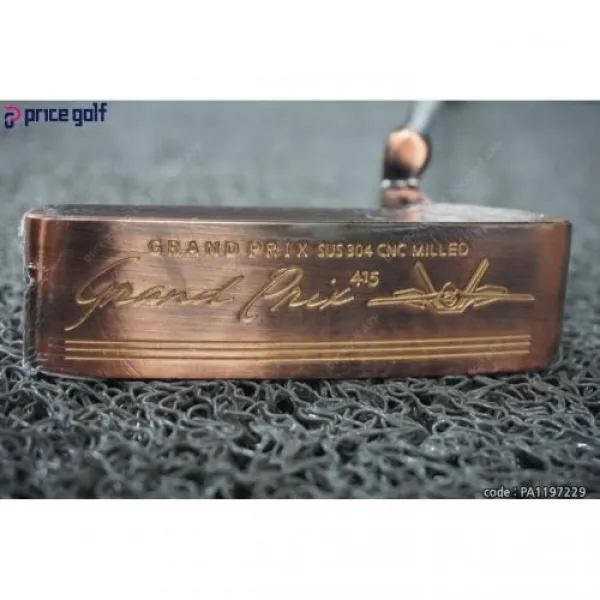 price golf
GRAND PRIX SUS 304 CNC MILLED
Grand Prix 415
code : PA1197229